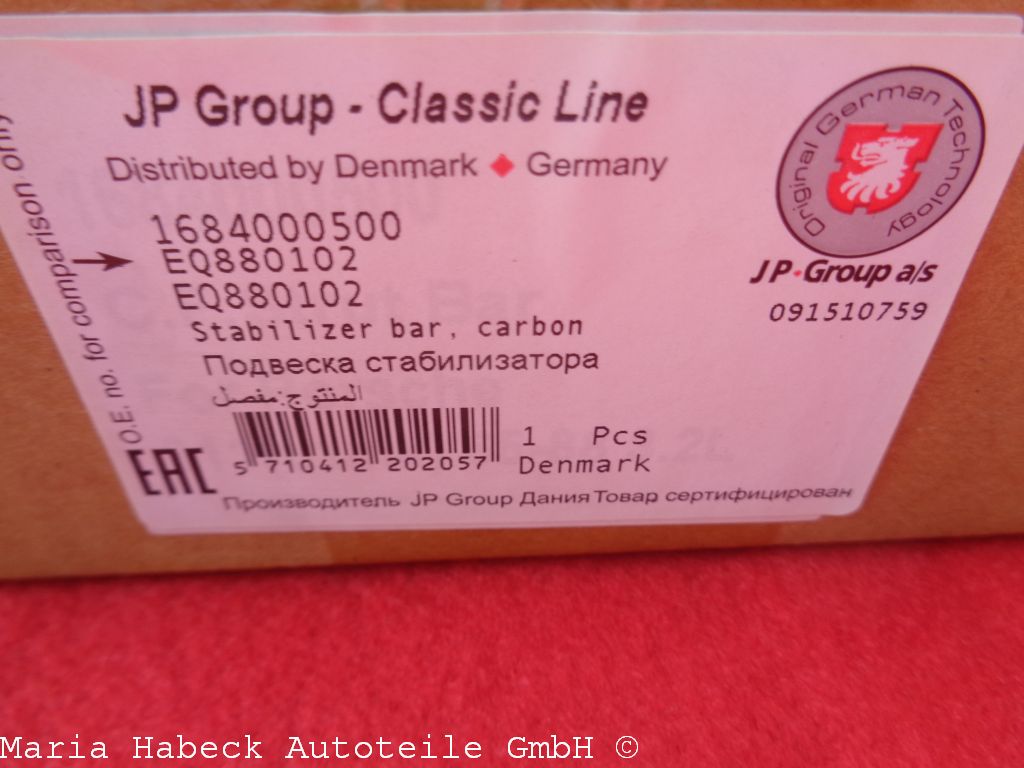 JP Group - Classic Line
Distributed by Denmark ◆ Germany
1684000500
EQ880102
EQ880102
Stabilizer bar, carbon
Подвеска стабилизатора
المنتوج:مفصل
5 710412 202057
1 Pcs
Denmark
EAC
Производитель JP Group Дания Товар сертифицирован
O.E. no. for comparison only
Original German Technology
JP•Group a/s
091510759
Maria Habeck Autoteile GmbH ©